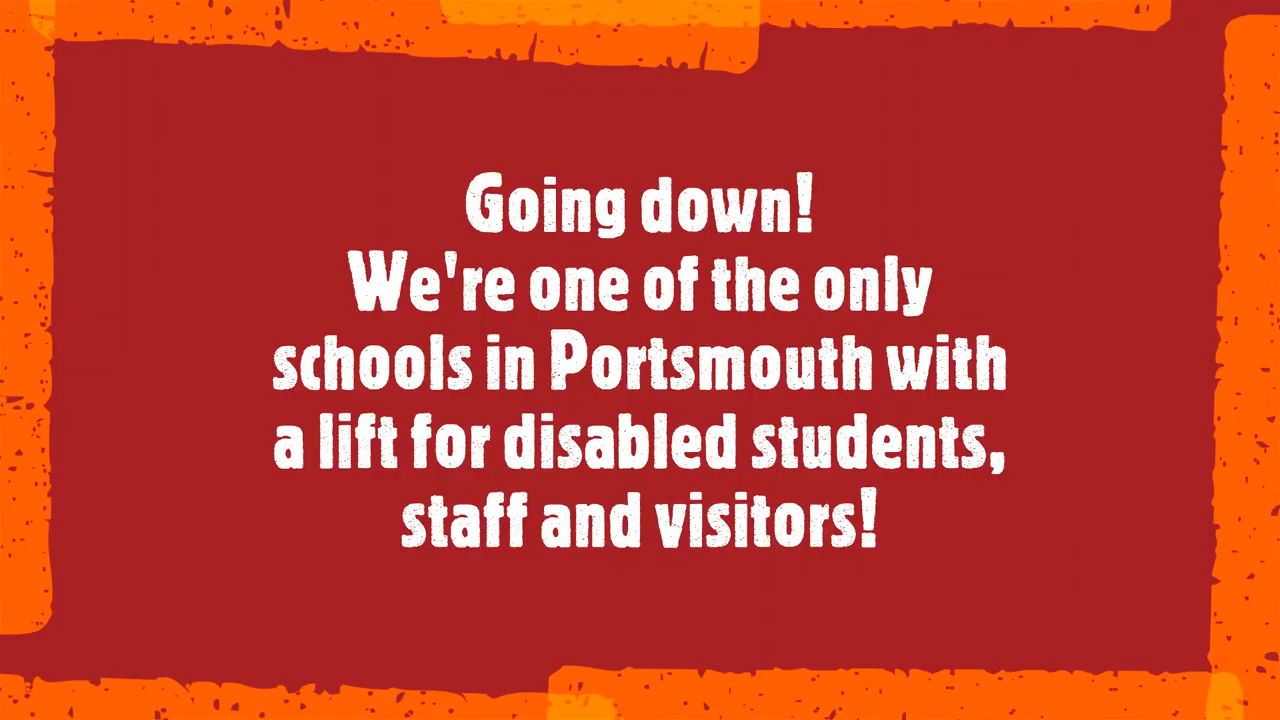 Going down!
We're one of the only
schools in Portsmouth with
a lift for disabled students,
staff and visitors!